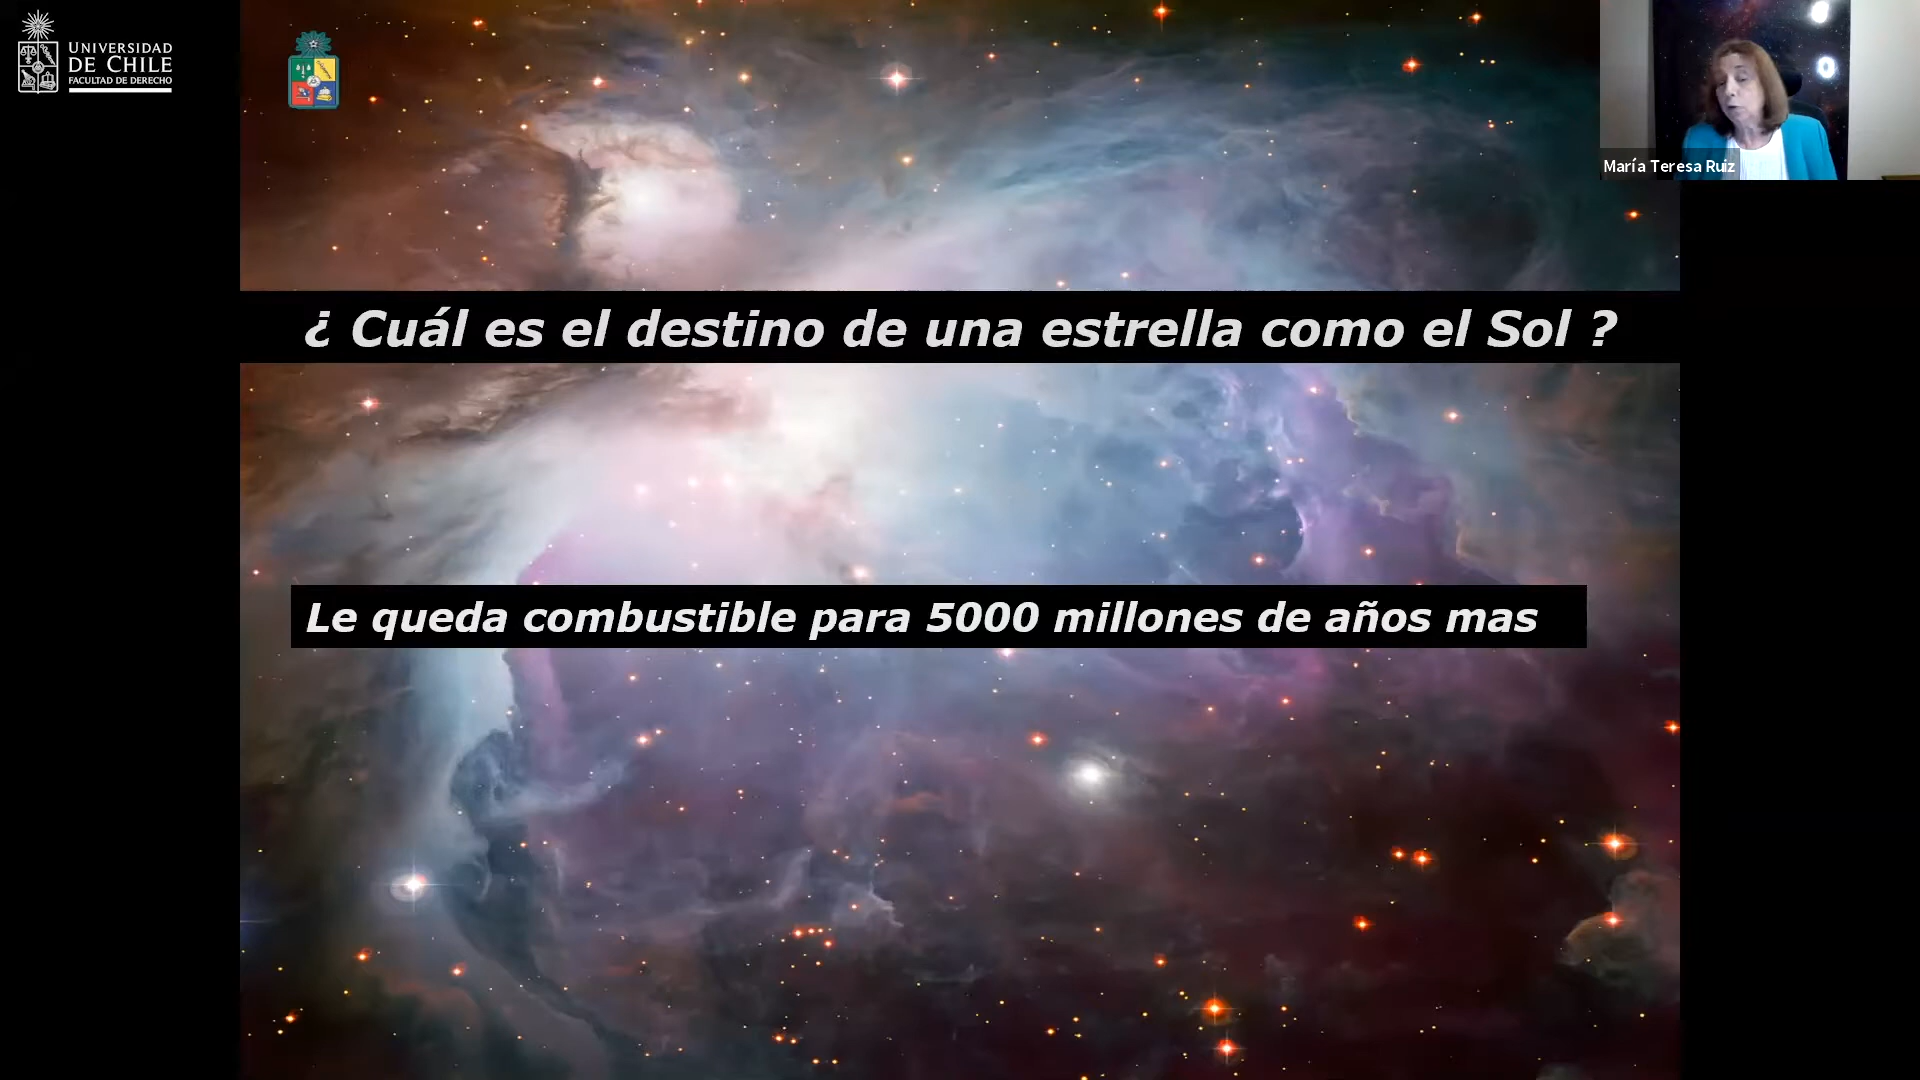 UNIVERSIDAD
DE CHILE
FACULTAD DE DERECHO
María Teresa Ruiz
¿ Cuál es el destino de una estrella como el Sol ?
Le queda combustible para 5000 millones de años mas